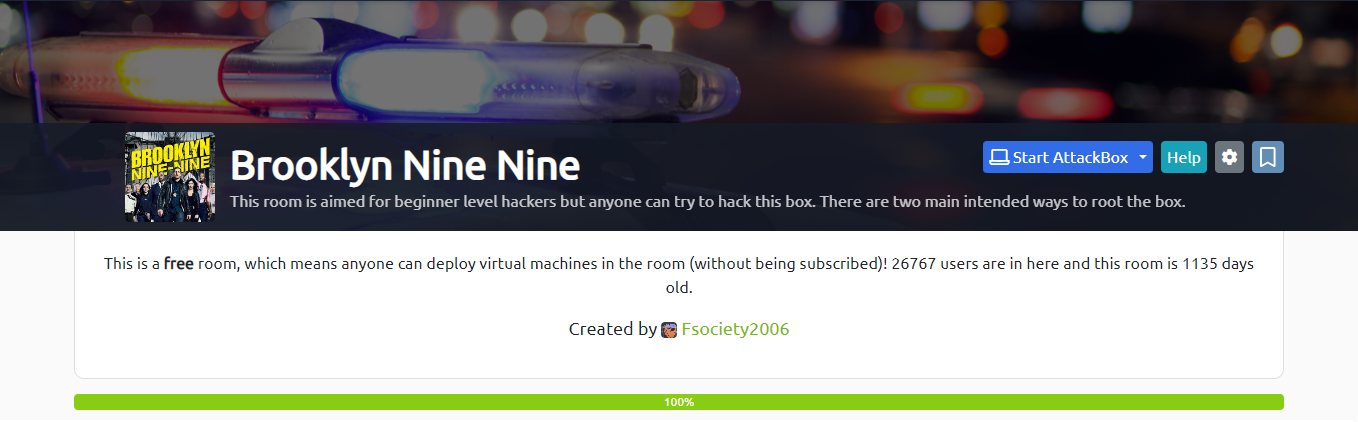 BROOKLYN
NINE-NINE
Brooklyn Nine Nine
Start AttackBox
Help
This room is aimed for beginner level hackers but anyone can try to hack this box. There are two main intended ways to root the box.
This is a free room, which means anyone can deploy virtual machines in the room (without being subscribed)! 26767 users are in here and this room is 1135 days
old.
Created by Fsociety2006
100%